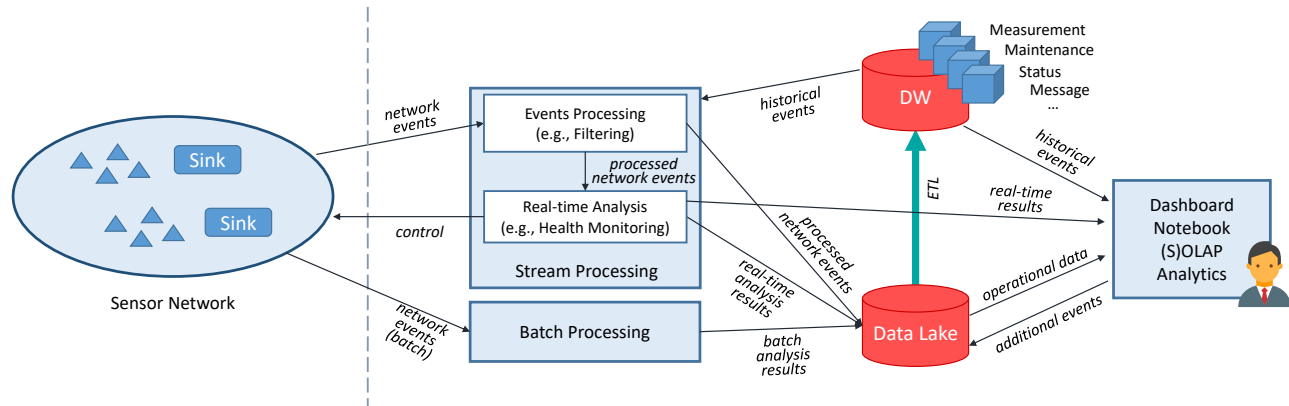 Sink
Sink
Sensor Network
network
events
control
network
events
(batch)
Events Processing
(e.g., Filtering)
processed
network events
Real-time Analysis
(e.g., Health Monitoring)
Stream Processing
Batch Processing
historical
events
processed
network events
real-time
analysis
results
batch
analysis
results
DW
Measurement
Maintenance
Status
Message
...
ETL
Data Lake
historical
events
real-time
results
operational data
additional events
Dashboard
Notebook
(S)OLAP
Analytics